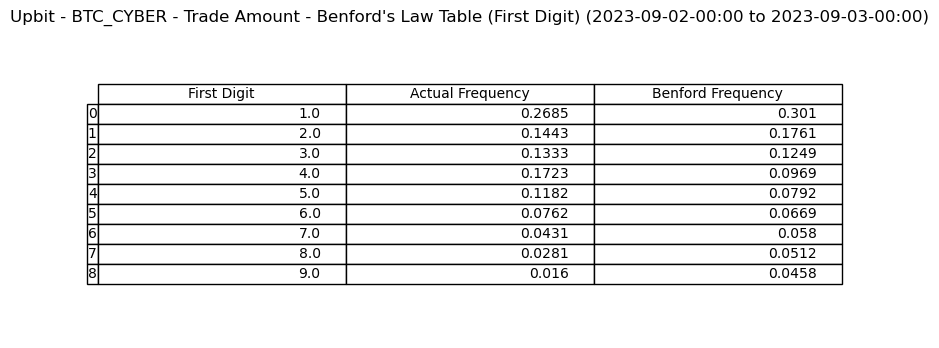 Upbit - BTC_CYBER - Trade Amount - Benford's Law Table (First Digit) (2023-09-02-00:00 to 2023-09-03-00:00)
First Digit Actual Frequency Benford Frequency
0 1.0 0.2685 0.301
1 2.0 0.1443 0.1761
2 3.0 0.1333 0.1249
3 4.0 0.1723 0.0969
4 5.0 0.1182 0.0792
5 6.0 0.0762 0.0669
6 7.0 0.0431 0.058
7 8.0 0.0281 0.0512
8 9.0 0.016 0.0458